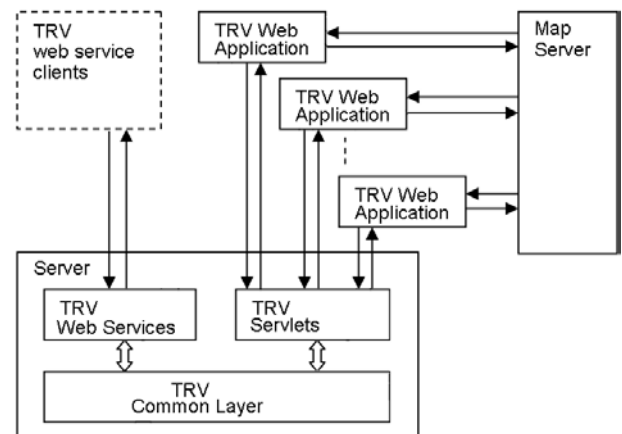 TRV
web service
clients
TRV Web
Application
Map
Server
TRV Web
Application
TRV Web
Application
Server
TRV
Web Services
TRV
Servlets
TRV
Common Layer